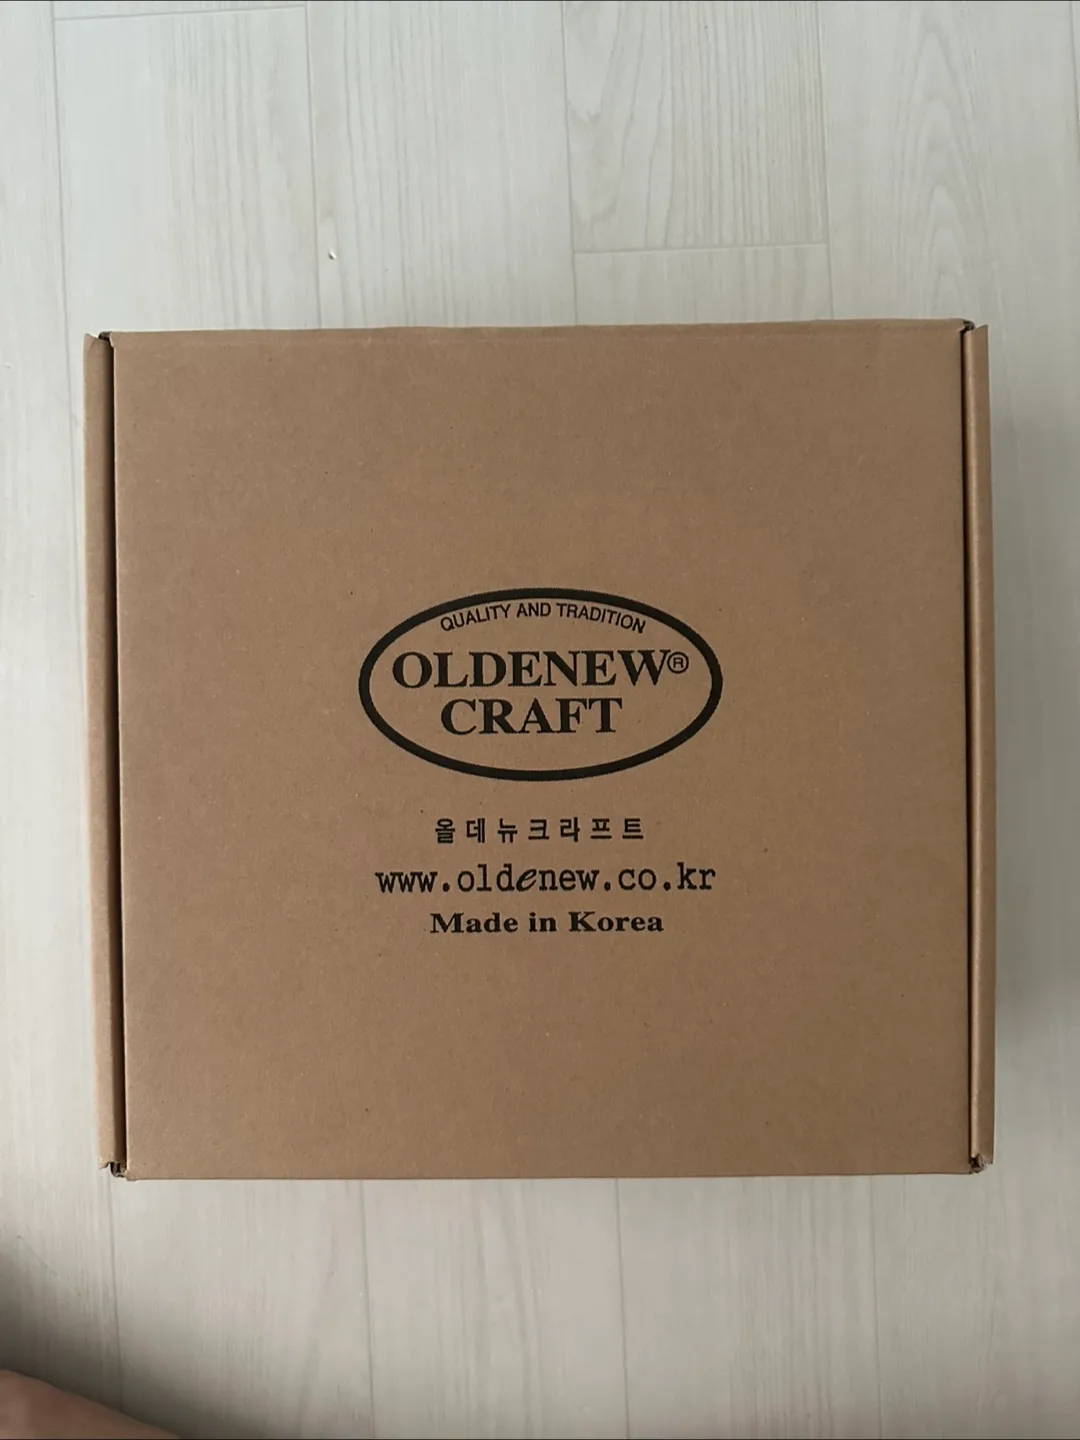 QUALITY AND TRADITION
OLDENEW®
CRAFT
올데뉴크라프트
www.oldenew.co.kr
Made in Korea